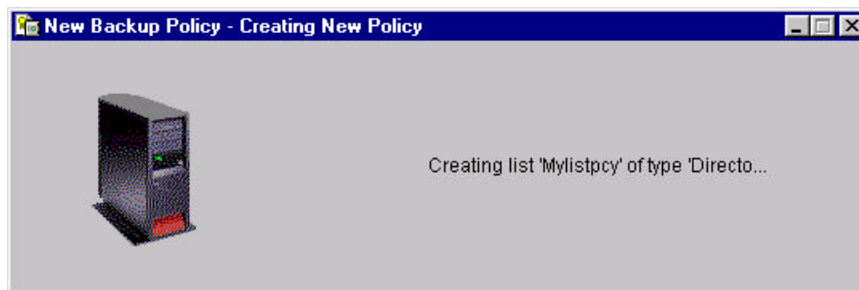 New Backup Policy - Creating New Policy
Creating list 'Mylistpcy' of type 'Directo...